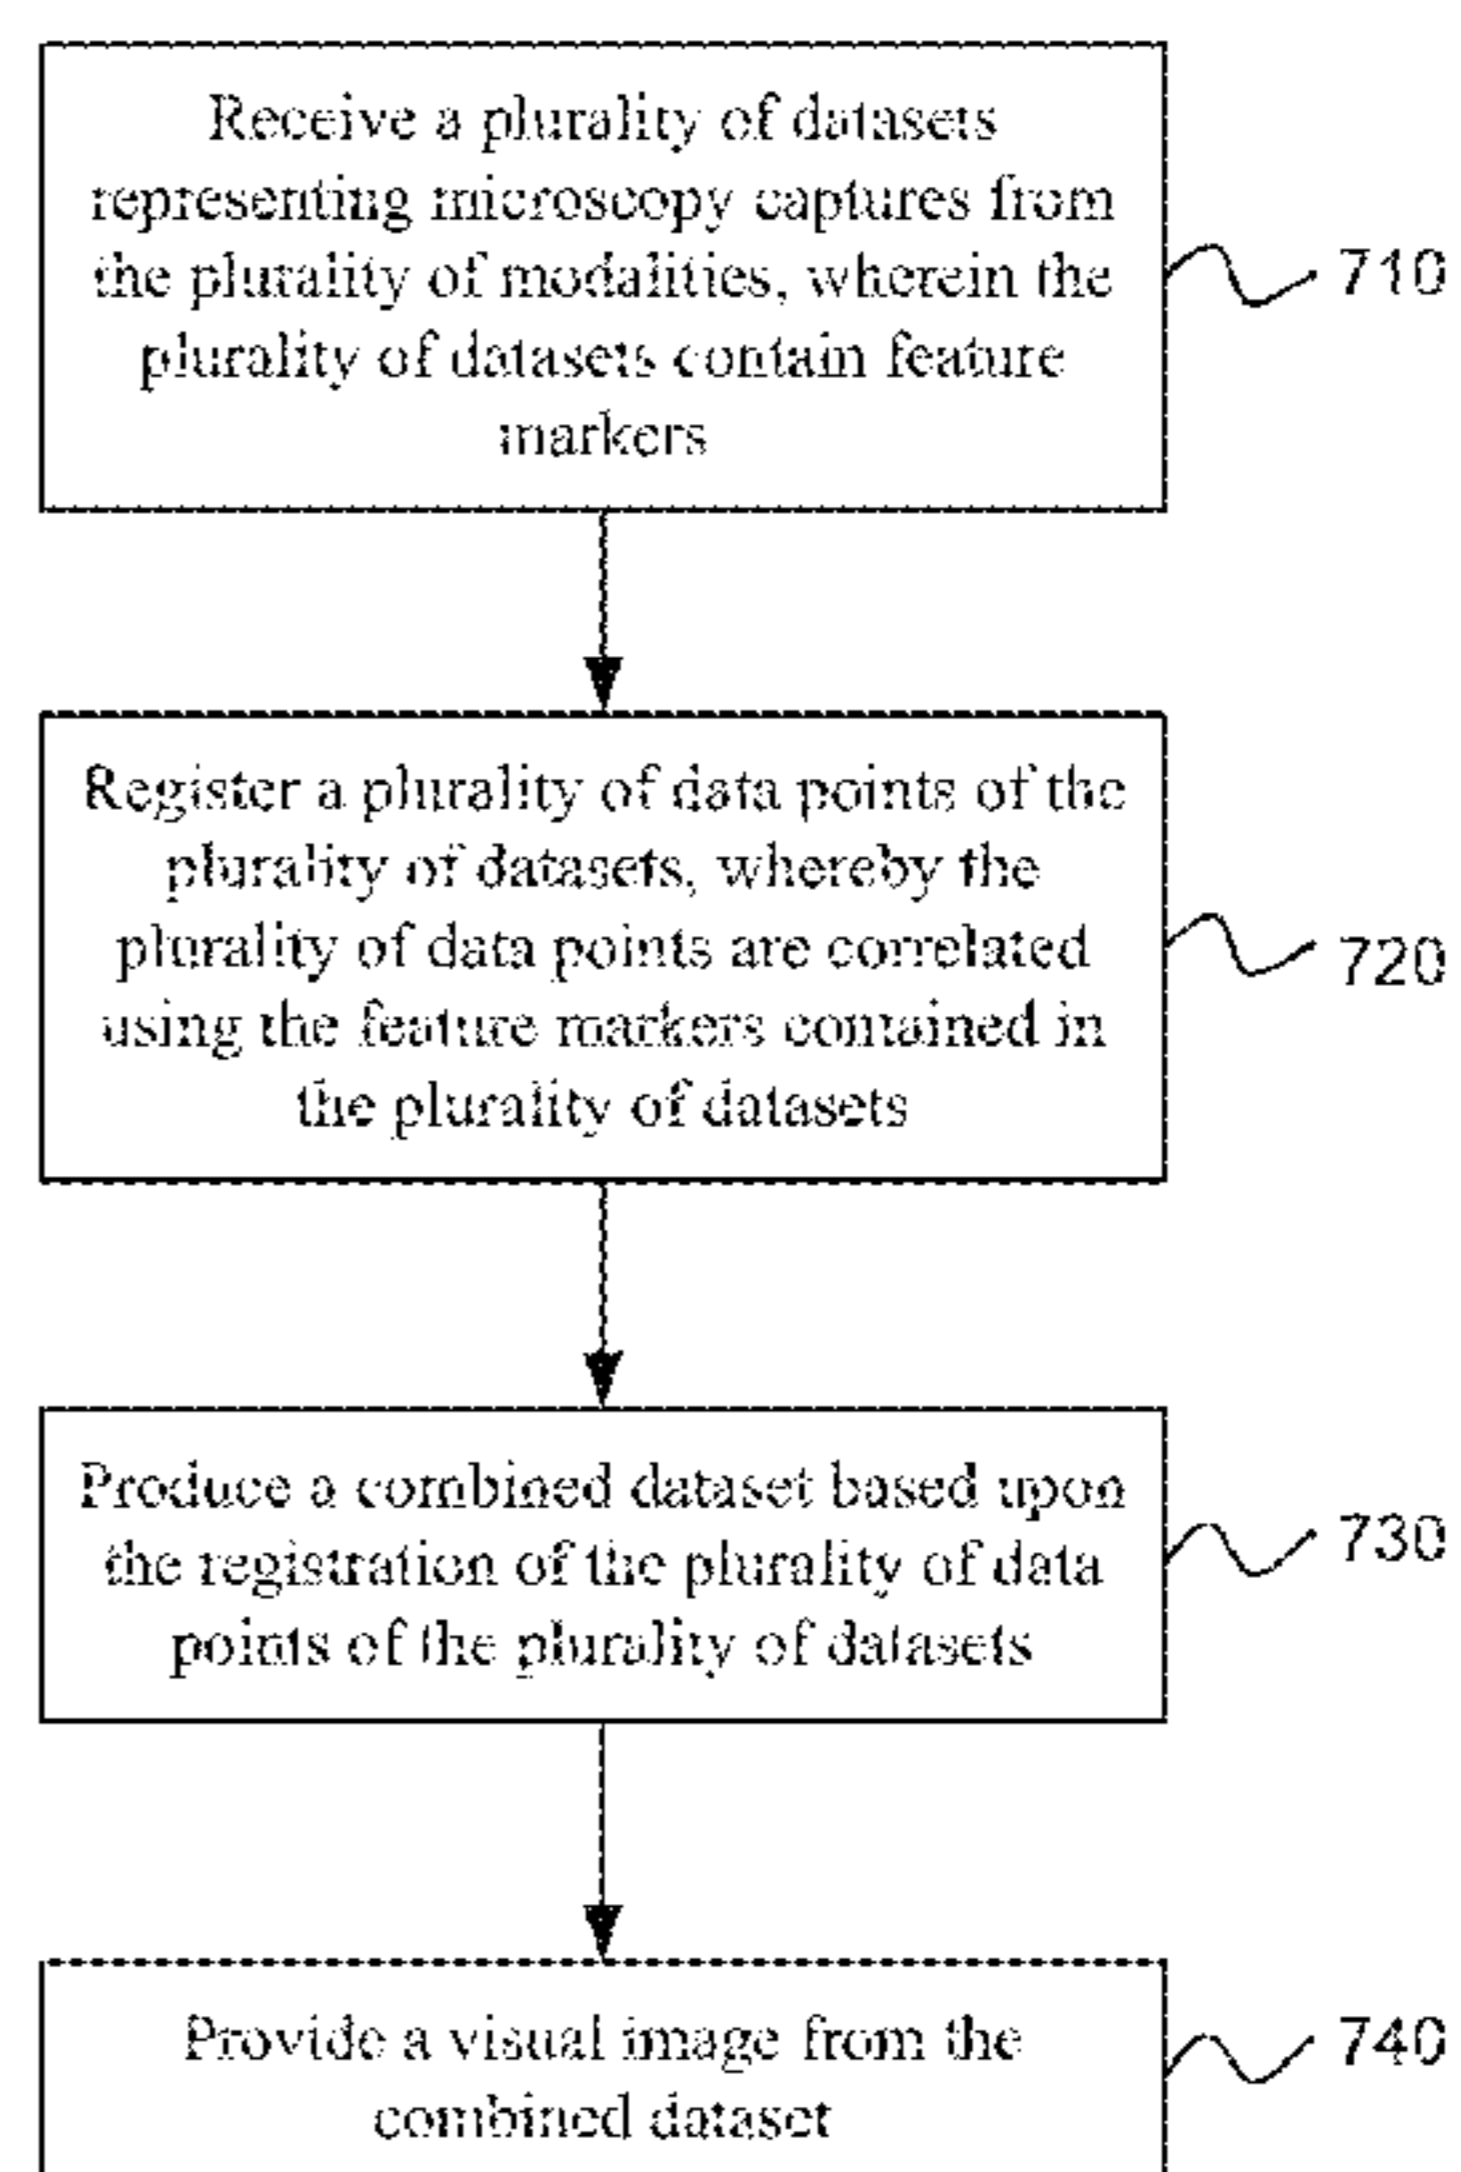 Receive a plurality of datasets
representing microscopy captures from
the plurality of modalities, wherein the
plurality of datasets contain feature
markers
710
Register a plurality of data points of the
plurality of datasets, whereby the
plurality of data points are correlated
using the feature markers contained in
the plurality of datasets
720
Produce a combined dataset based upon
the registration of the plurality of data
points of the plurality of datasets
730
Provide a visual image from the
combined dataset
740